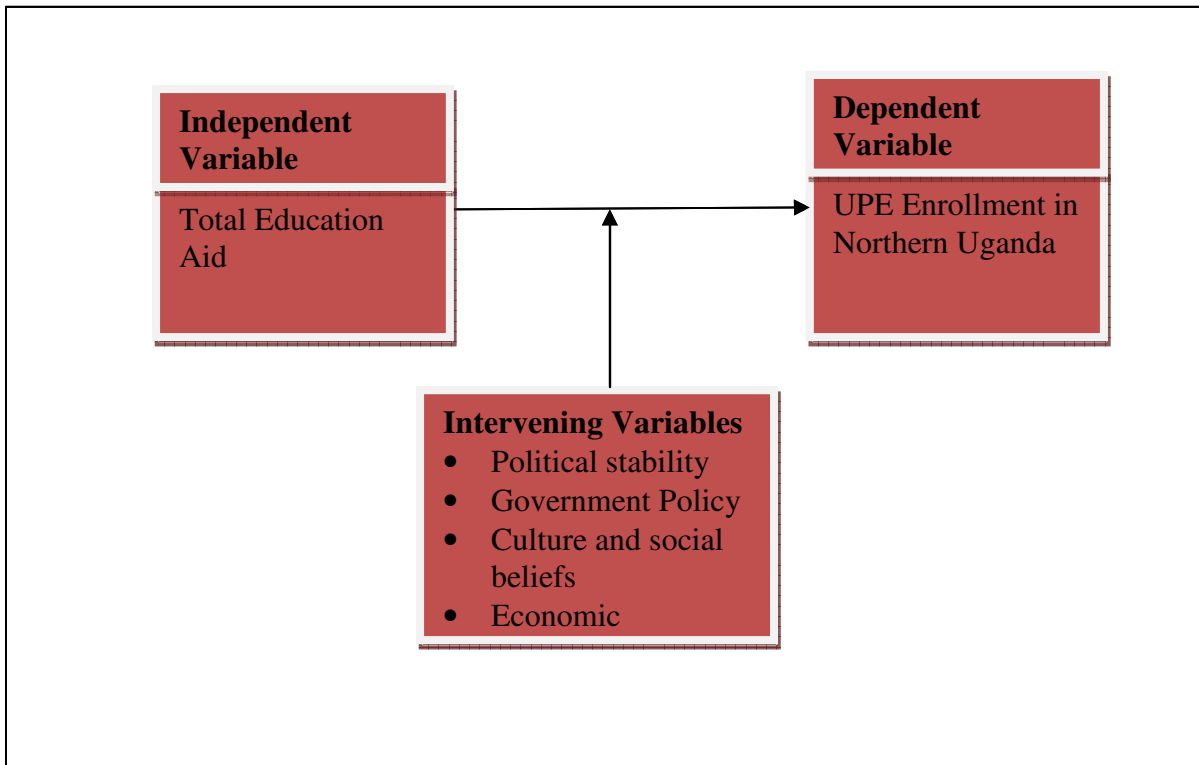 Independent
Variable
Total Education
Aid
Dependent
Variable
UPE Enrollment in
Northern Uganda
Intervening Variables
• Political stability
• Government Policy
• Culture and social
beliefs
• Economic